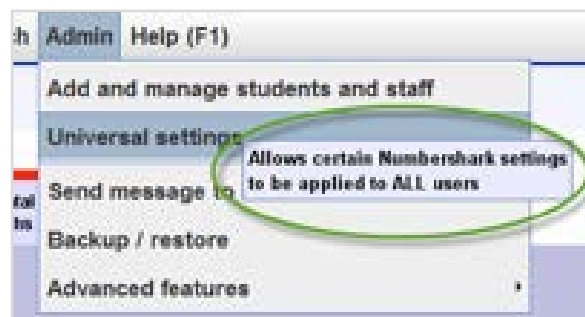 h Admin Help (F1)
Add and manage students and staff
Universal settings
Allows certain Numbershark settings
to be applied to ALL users
Send message to
Backup / restore
Advanced features